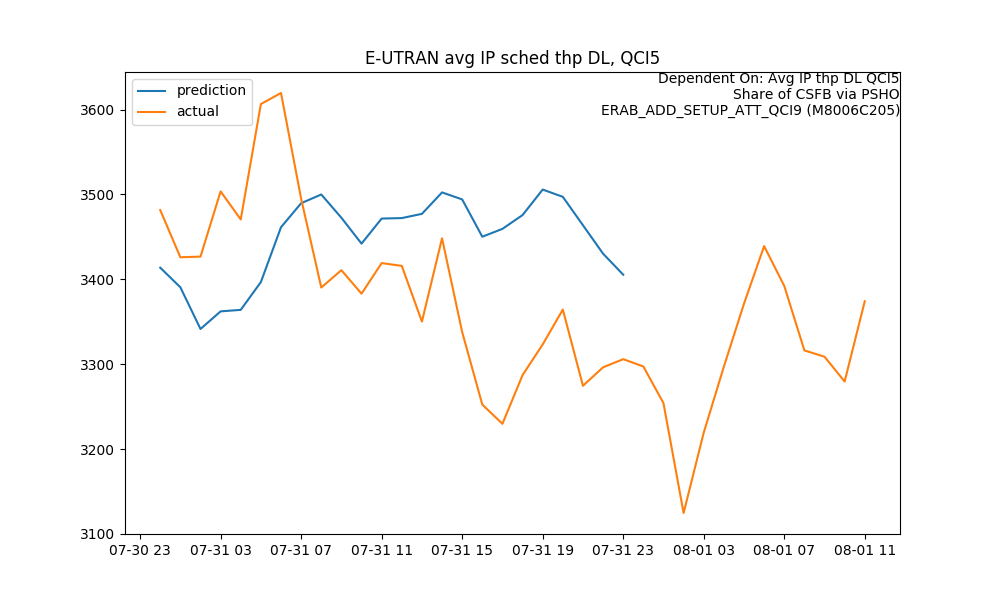 E-UTRAN avg IP sched thp DL, QCI5
prediction
actual
Dependent On: Avg IP thp DL QCI5
Share of CSFB via PSHO
ERAB_ADD_SETUP_ATT_QCI9 (M8006C205)
3600
3500
3400
3300
3200
3100
07-30 23 07-31 03 07-31 07 07-31 11 07-31 15 07-31 19 07-31 23 08-01 03 08-01 07 08-01 11